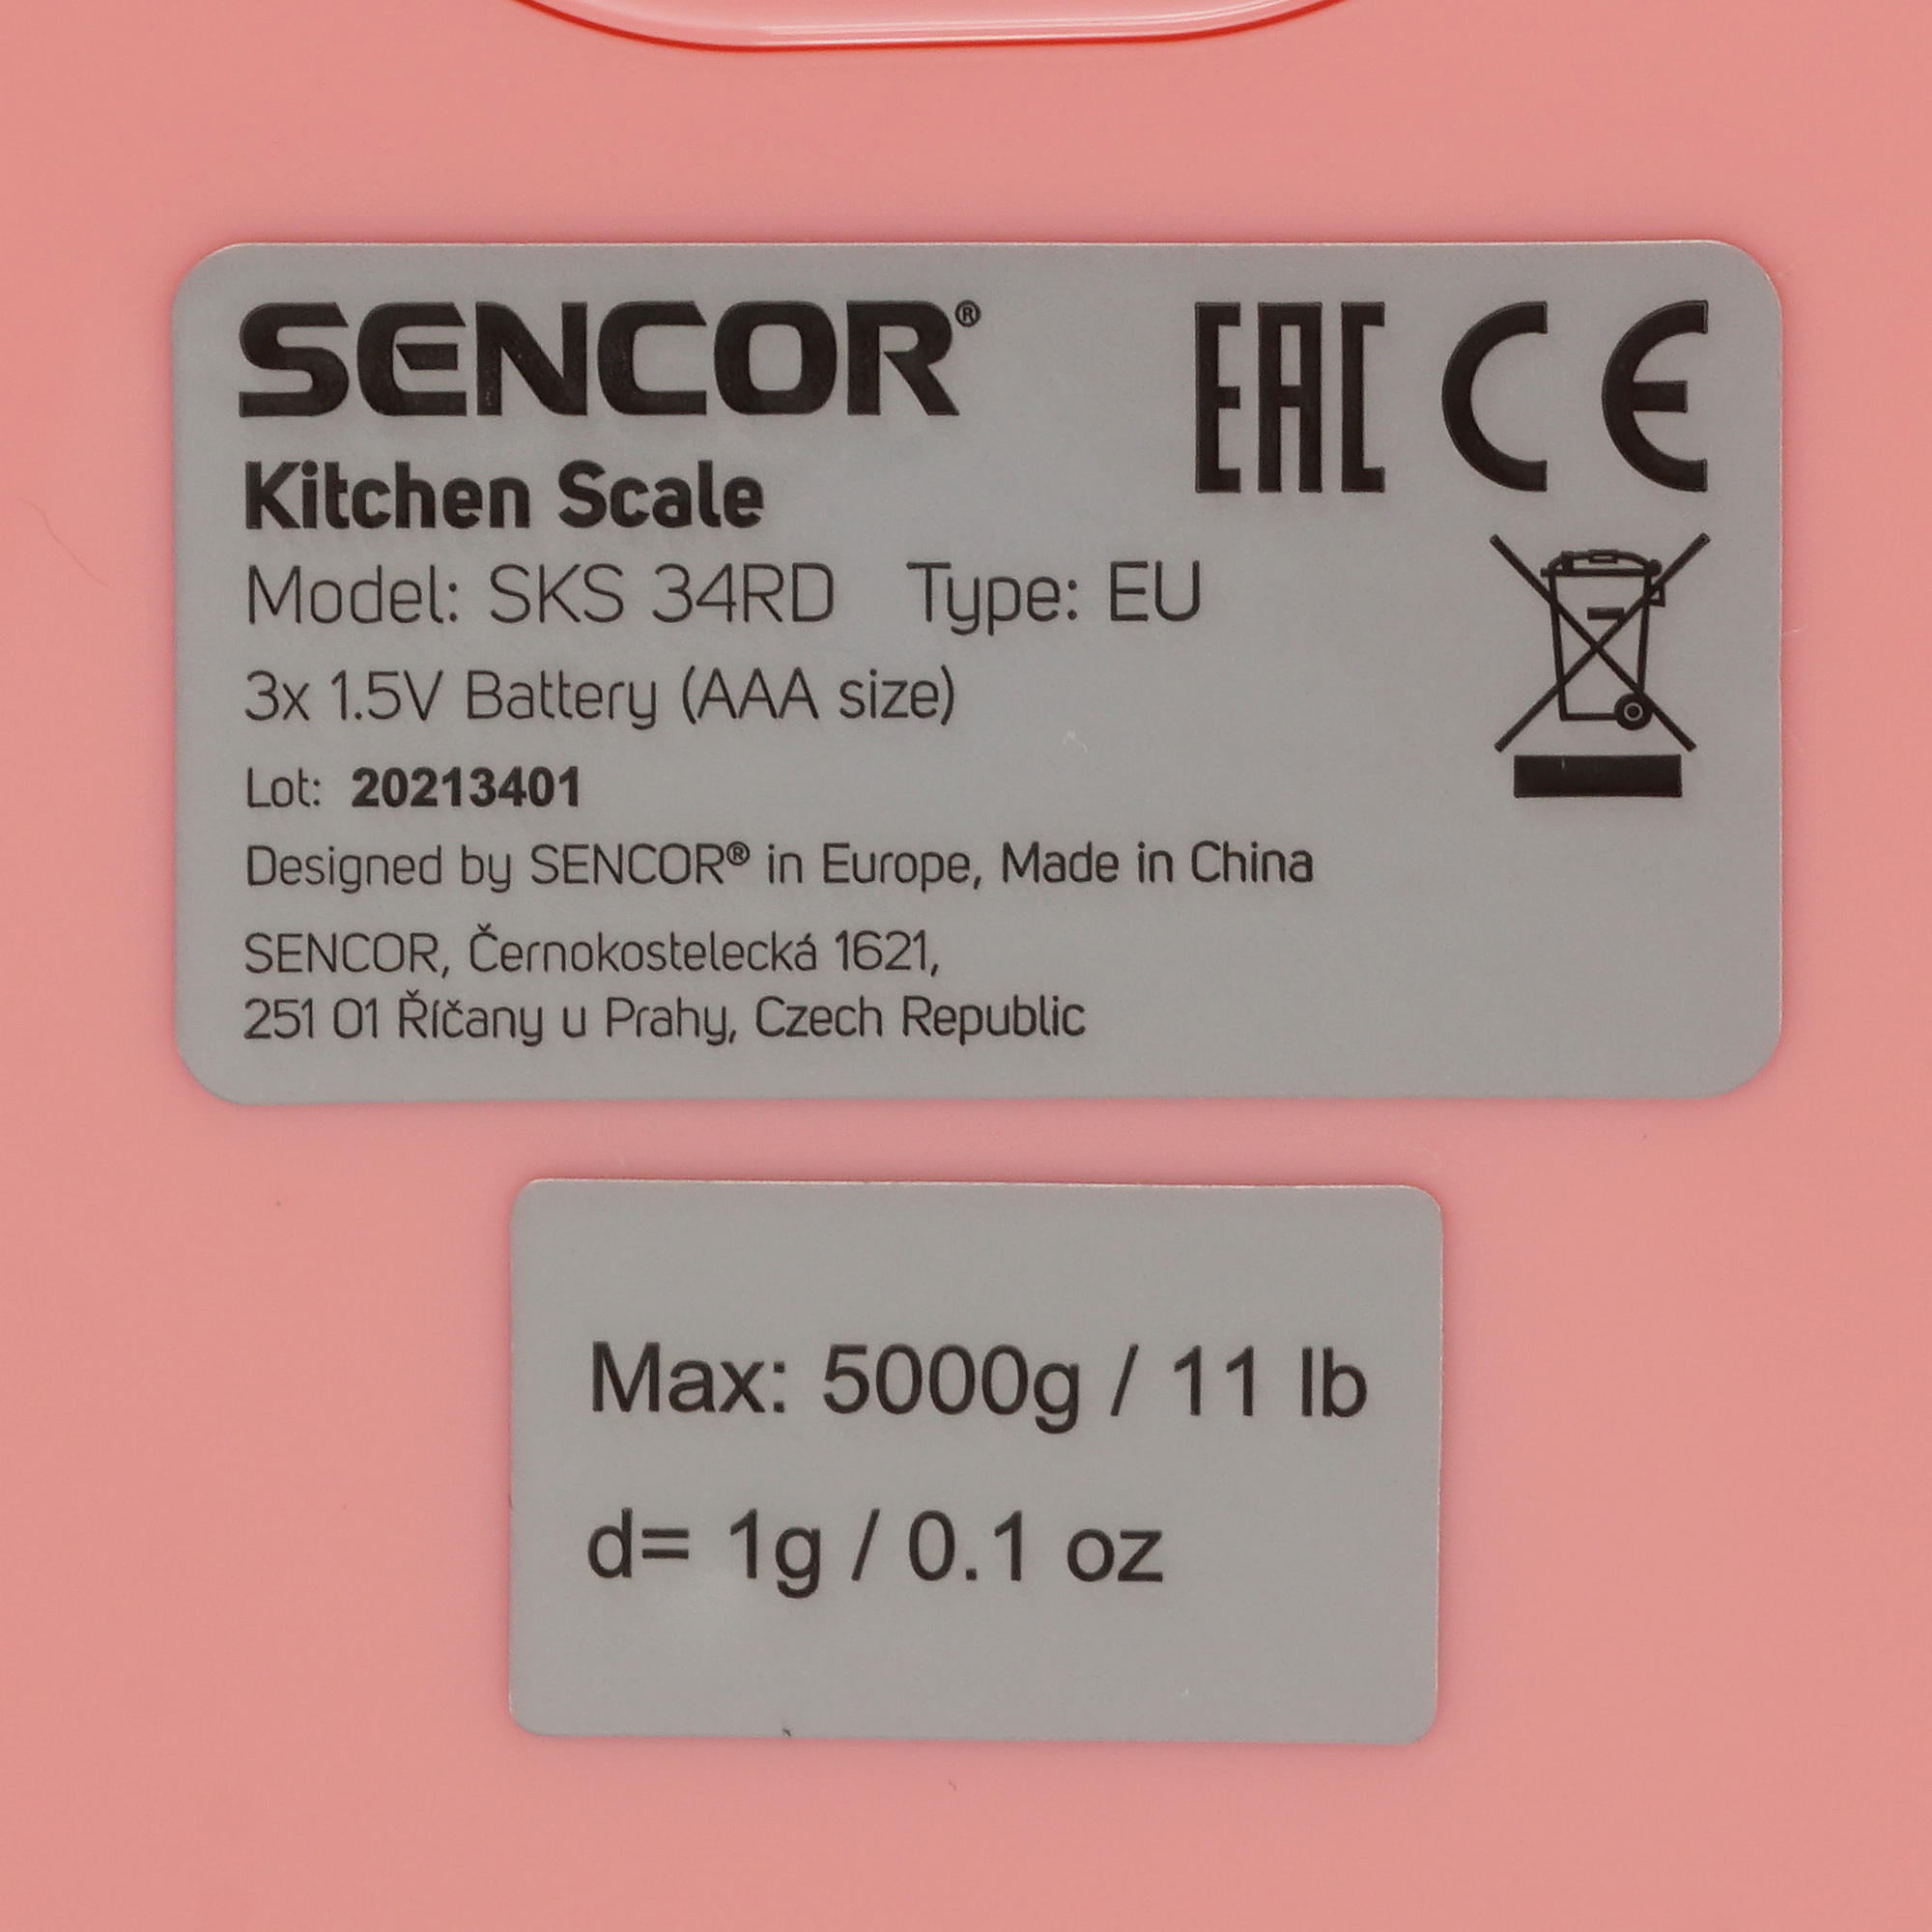 SENCOR®
EAC CE
Kitchen Scale
Model: SKS 34RD Type: EU
3x 1.5V Battery (AAA size)
Lot: 20213401
Designed by SENCOR® in Europe, Made in China
SENCOR, Černokostelecká 1621,
251 01 Říčany u Prahy, Czech Republic
Max: 5000g / 11 lb
d= 1g / 0.1 oz